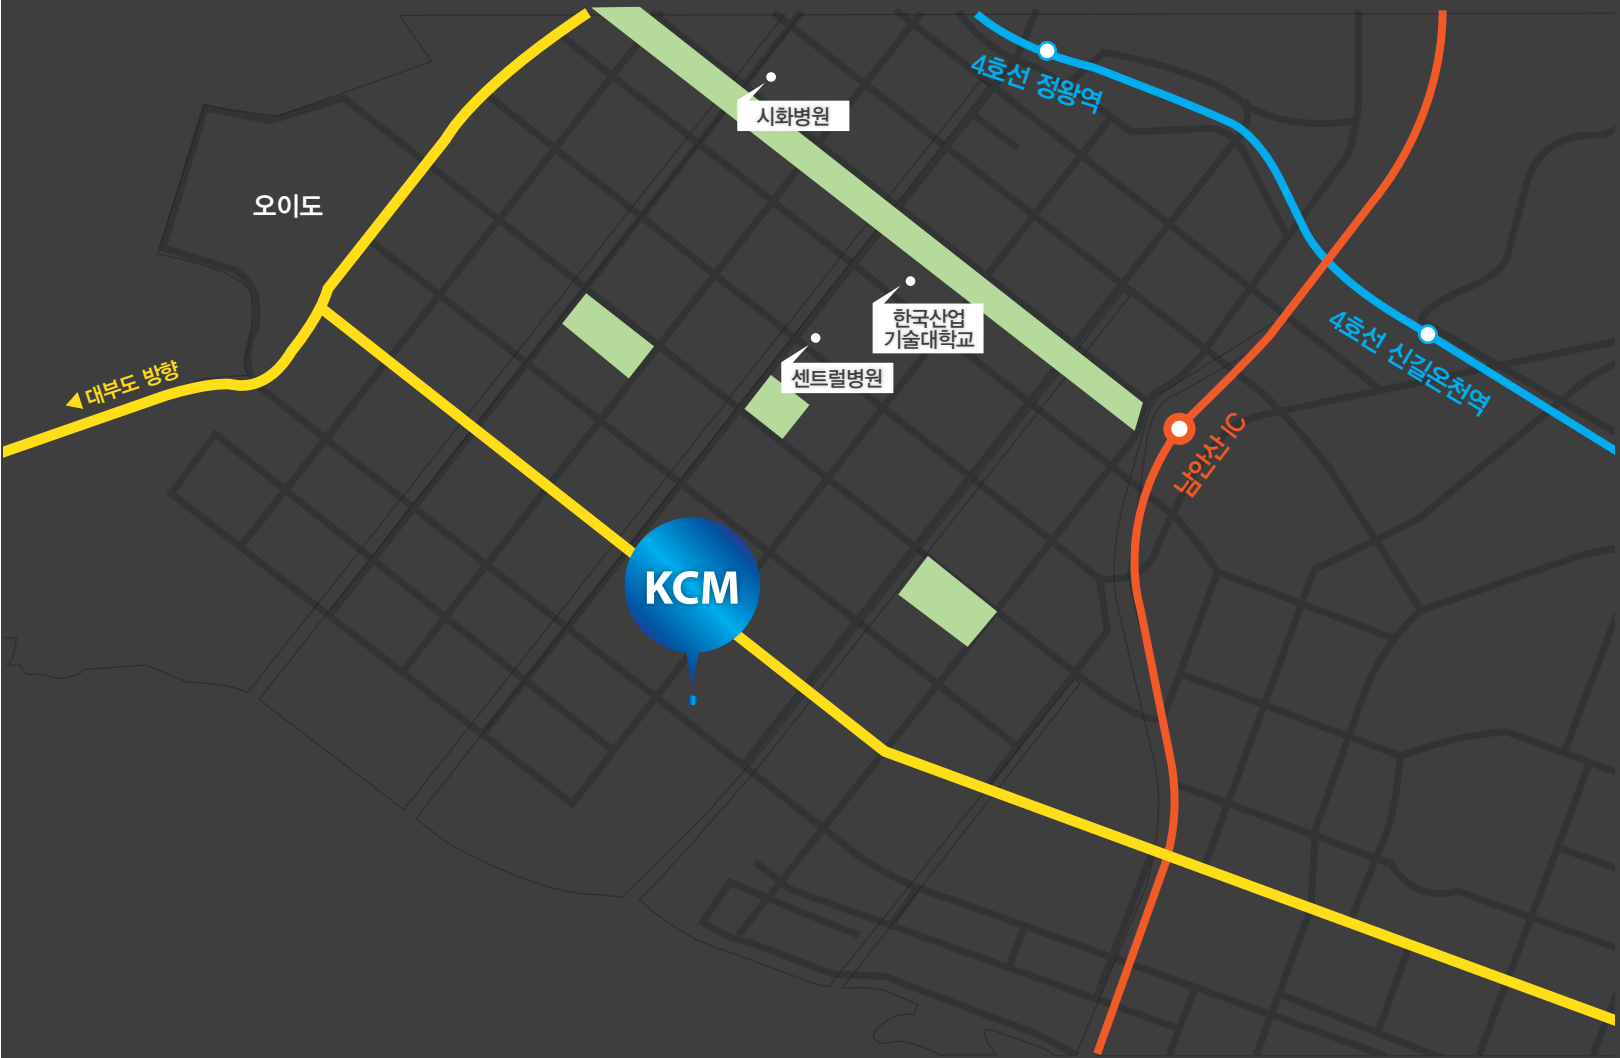 4호선 정왕역
시화병원
오이도
한국산업
기술대학교
4호선 신길온천역
센트럴병원
◀ 대부도 방향
남안산 IC
KCM